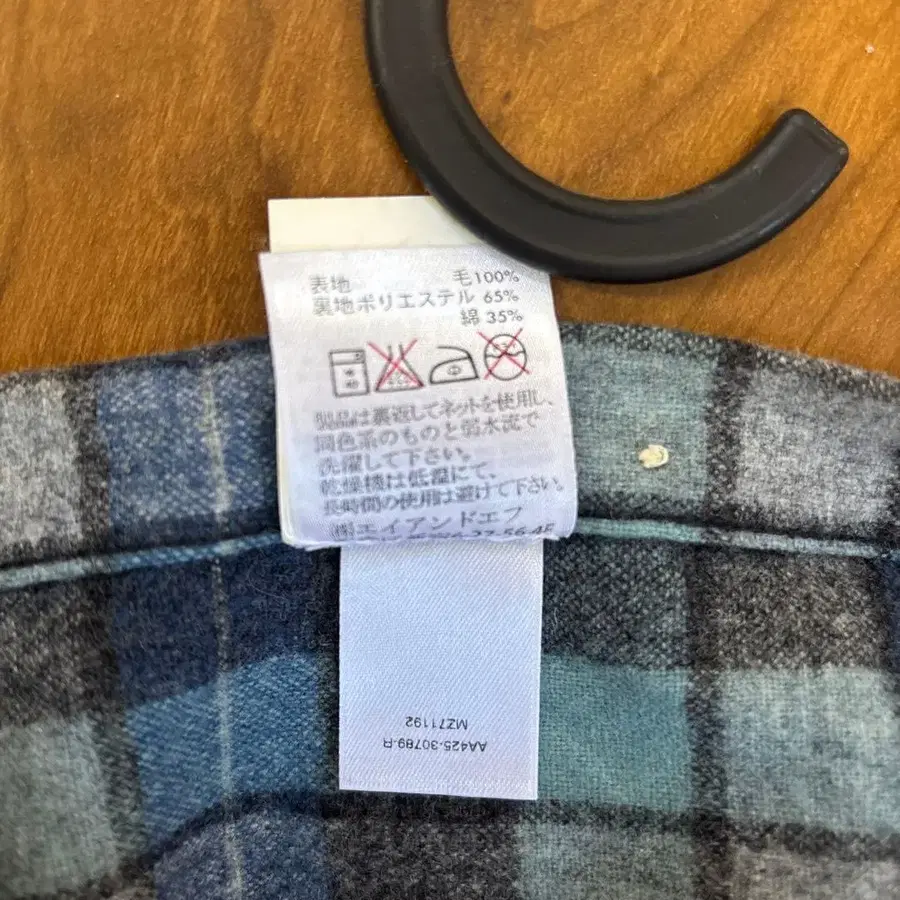 表地 毛100%
裏地ポリエステル 65%
綿 35%
製品は裏返してネットを使用し、
同色系のものと弱水流で
洗濯して下さい。
乾燥機は低温にて、
長時間の使用は避けて下さい。
㈱エイアンドエフ
27-56 4F
AA425-30789-R
MZ71192